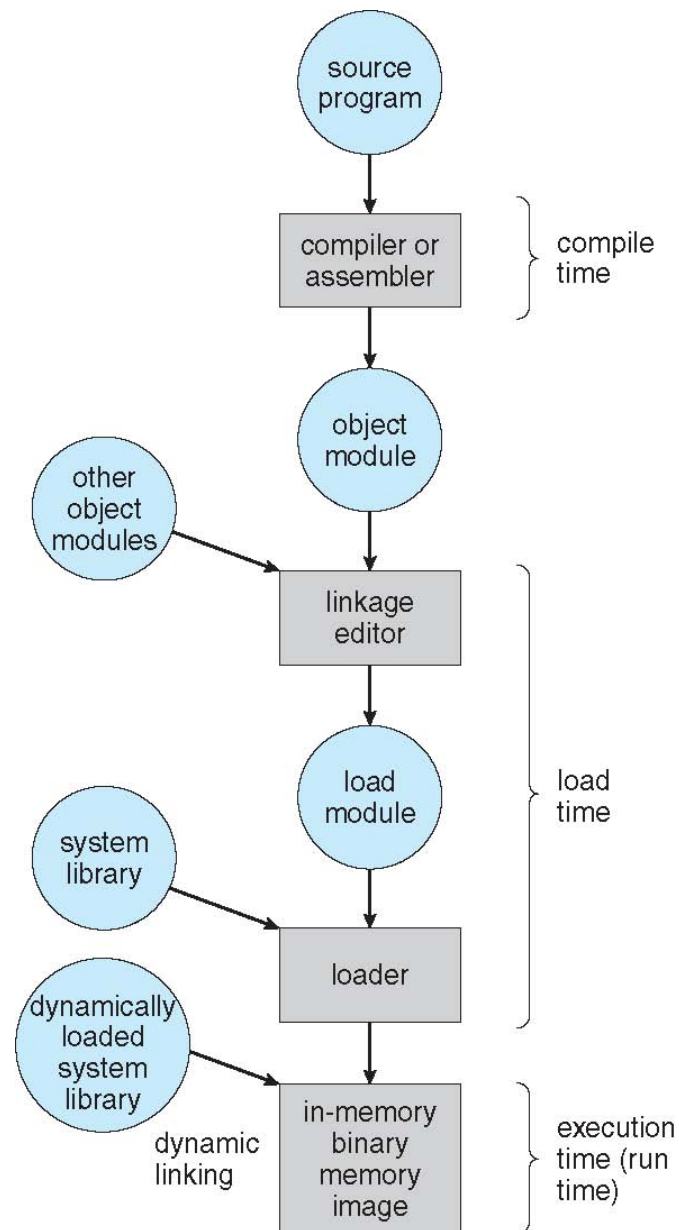 source
program
compiler or
assembler
compile
time
object
module
other
object
modules
linkage
editor
load
module
load
time
system
library
loader
dynamically
loaded
system
library
dynamic
linking
in-memory
binary
memory
image
execution
time (run
time)